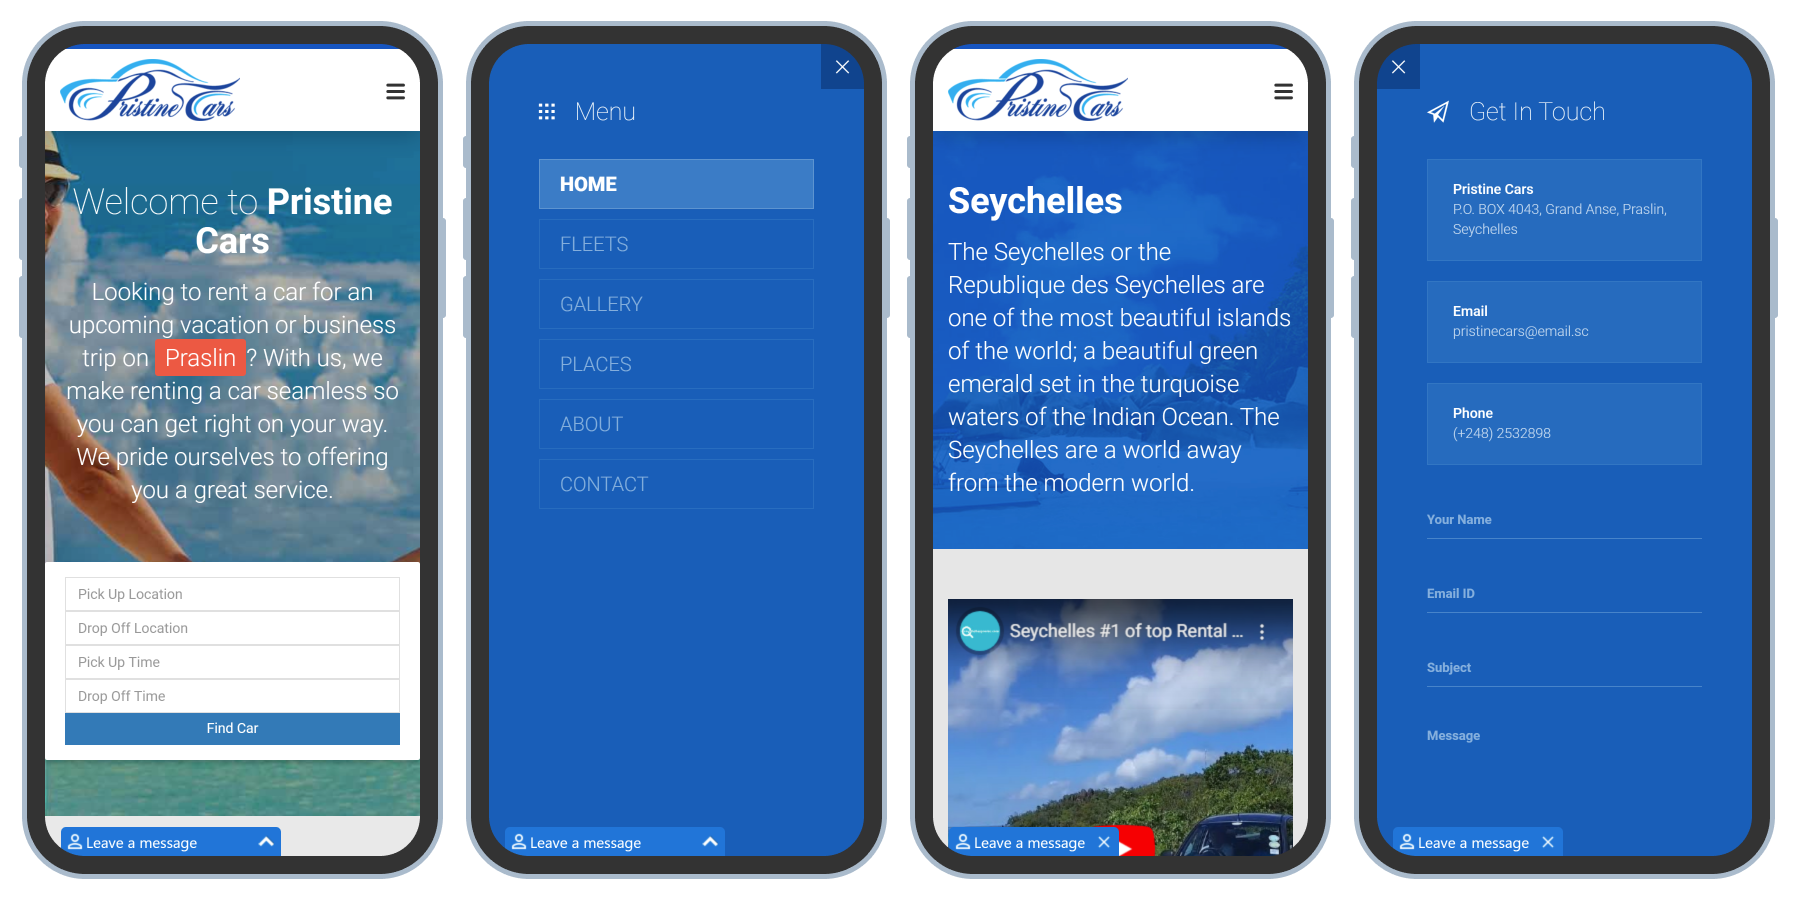 Pristine Cars
Welcome to Pristine
Cars
Looking to rent a car for an
upcoming vacation or business
trip on Praslin ? With us, we
make renting a car seamless so
you can get right on your way.
We pride ourselves to offering
you a great service.
Pick Up Location
Drop Off Location
Pick Up Time
Drop Off Time
Find Car
Leave a message
Menu
HOME
FLEETS
GALLERY
PLACES
ABOUT
CONTACT
Leave a message
Pristine Cars
Seychelles
The Seychelles or the
Republique des Seychelles are
one of the most beautiful islands
of the world; a beautiful green
emerald set in the turquoise
waters of the Indian Ocean. The
Seychelles are a world away
from the modern world.
Seychelles #1 of top Rental ...
Leave a message
Get In Touch
Pristine Cars
P.O. BOX 4043, Grand Anse, Praslin,
Seychelles
Email
pristinecars@email.sc
Phone
(+248) 2532898
Your Name
Email ID
Subject
Message
Leave a message